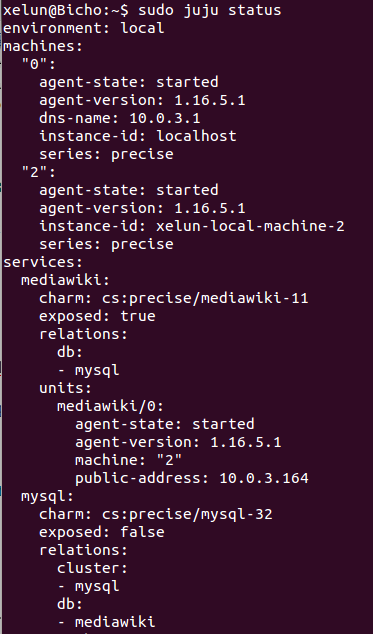 xelun@Bicho:~$ sudo juju status
environment: local
machines:
  "0":
    agent-state: started
    agent-version: 1.16.5.1
    dns-name: 10.0.3.1
    instance-id: localhost
    series: precise
  "2":
    agent-state: started
    agent-version: 1.16.5.1
    instance-id: xelun-local-machine-2
    series: precise
services:
  mediawiki:
    charm: cs:precise/mediawiki-11
    exposed: true
    relations:
      db:
      - mysql
    units:
      mediawiki/0:
        agent-state: started
        agent-version: 1.16.5.1
        machine: "2"
        public-address: 10.0.3.164
  mysql:
    charm: cs:precise/mysql-32
    exposed: false
    relations:
      cluster:
      - mysql
      db:
      - mediawiki